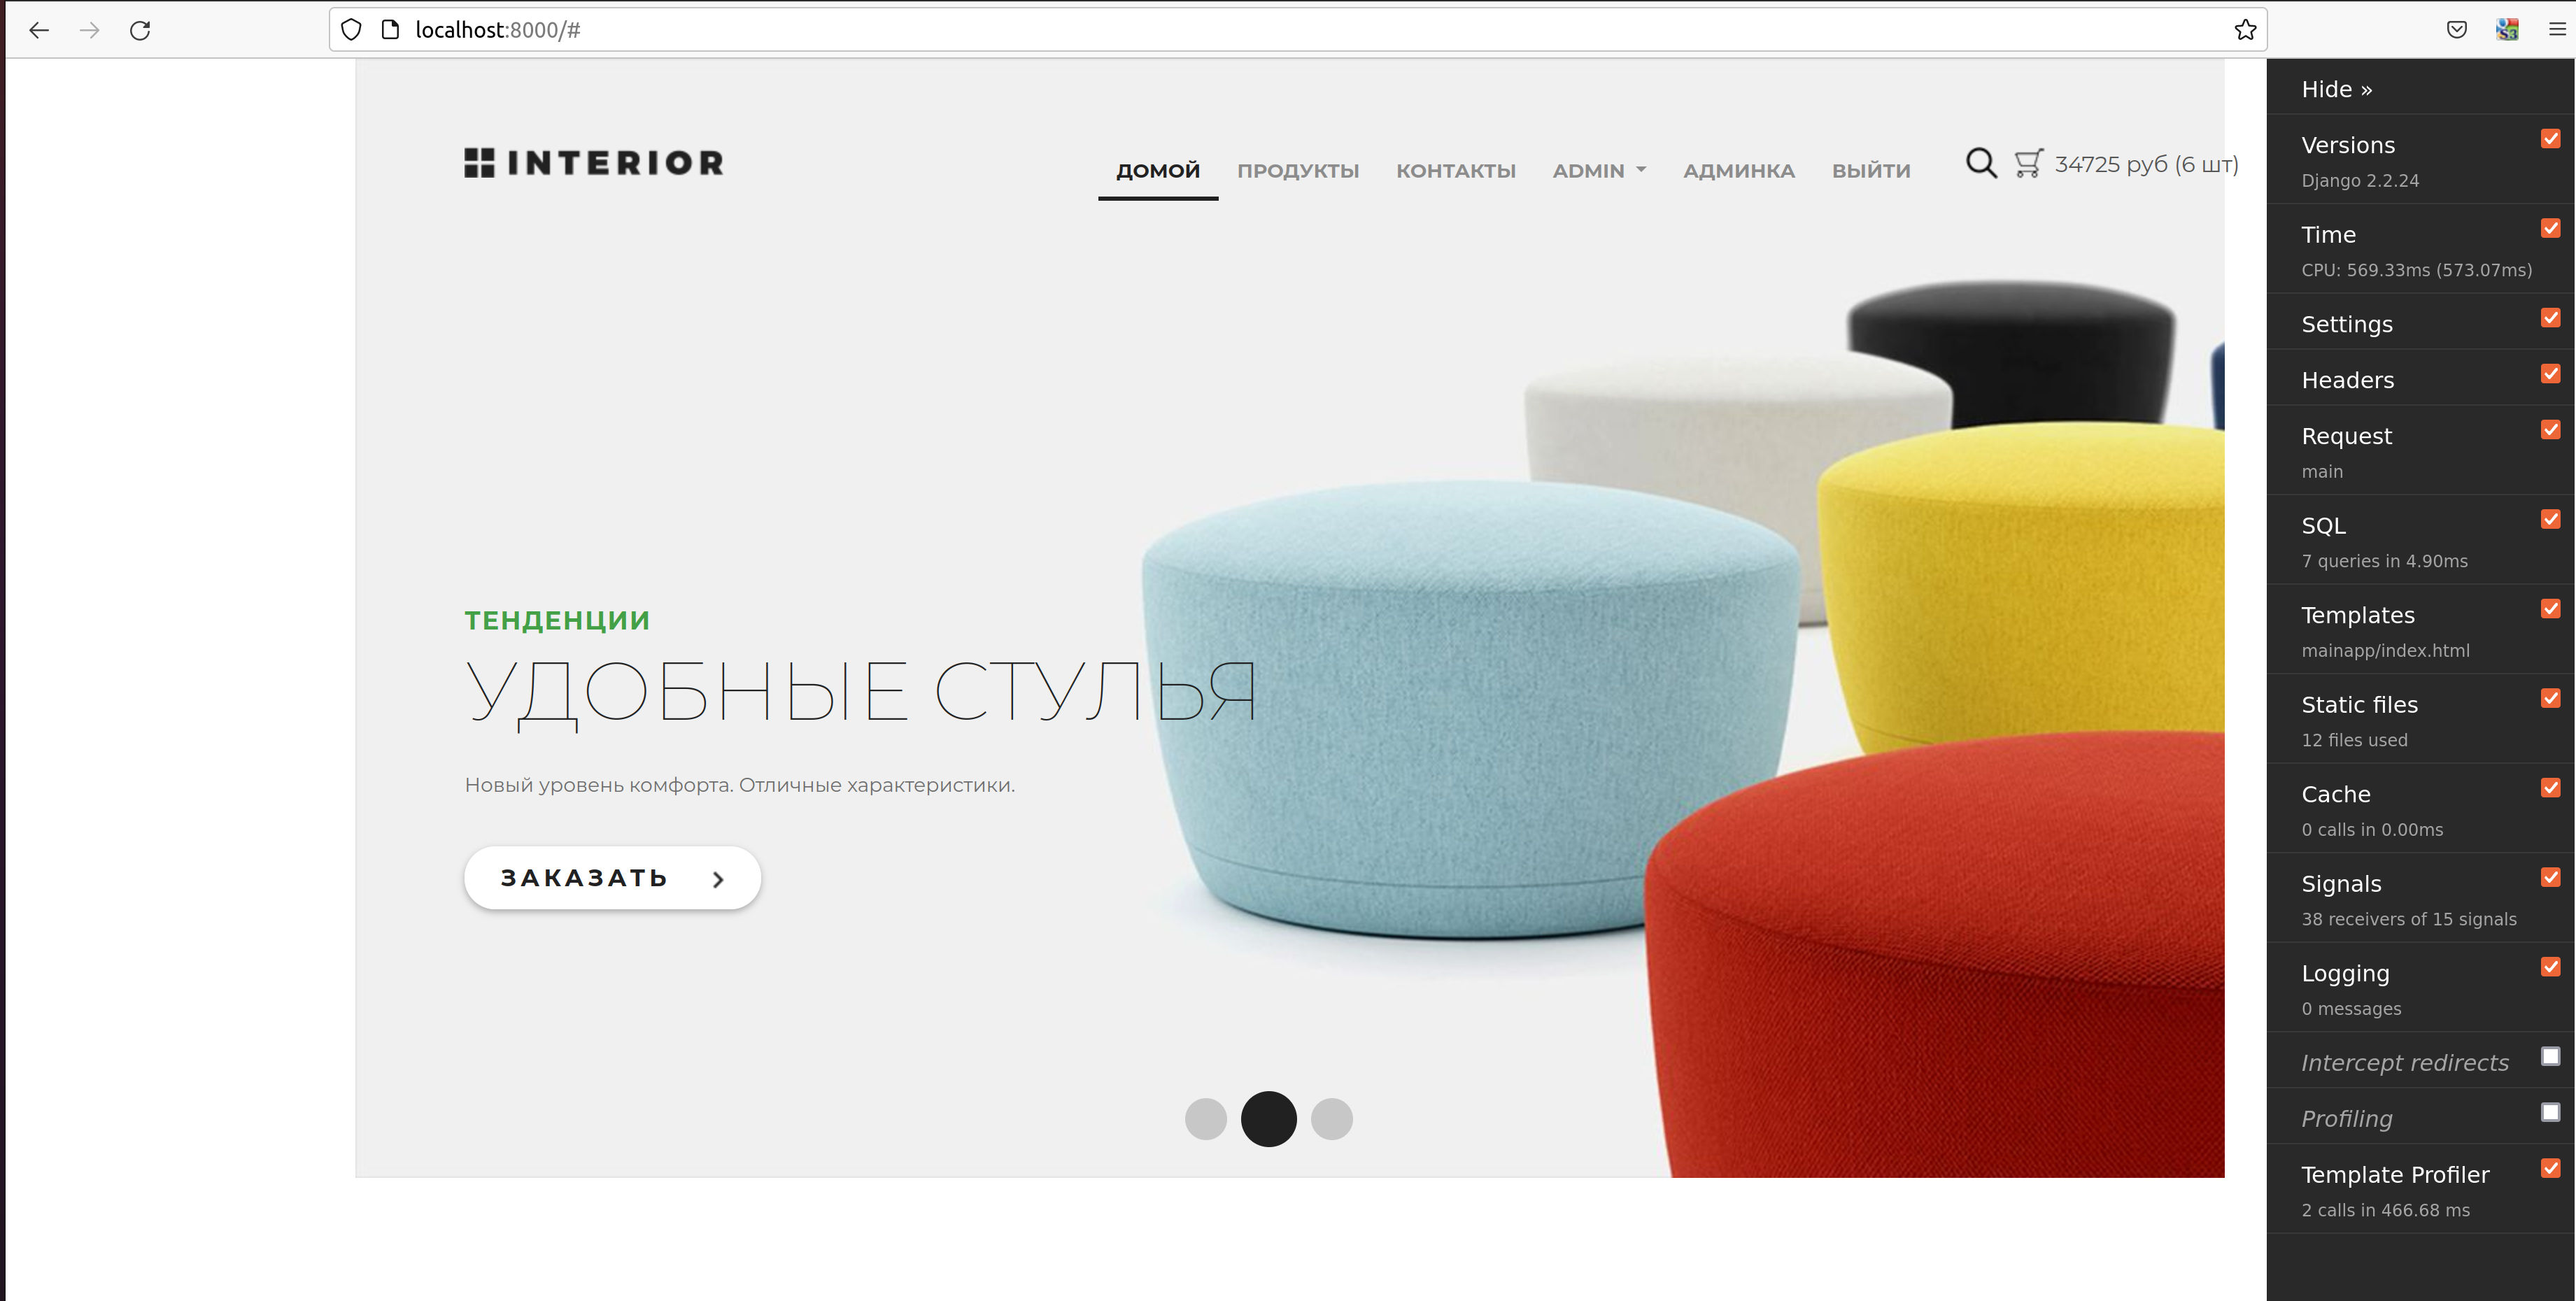 localhost:8000/#
INTERIOR
ДОМОЙ ПРОДУКТЫ КОНТАКТЫ ADMIN АДМИНКА ВЫЙТИ 34725 руб (6 шт)
ТЕНДЕНЦИИ
УДОБНЫЕ СТУЛЬЯ
Новый уровень комфорта. Отличные характеристики.
ЗАКАЗАТЬ
Hide »
Versions
Django 2.2.24
Time
CPU: 569.33ms (573.07ms)
Settings
Headers
Request
main
SQL
7 queries in 4.90ms
Templates
mainapp/index.html
Static files
12 files used
Cache
0 calls in 0.00ms
Signals
38 receivers of 15 signals
Logging
0 messages
Intercept redirects
Profiling
Template Profiler
2 calls in 466.68 ms